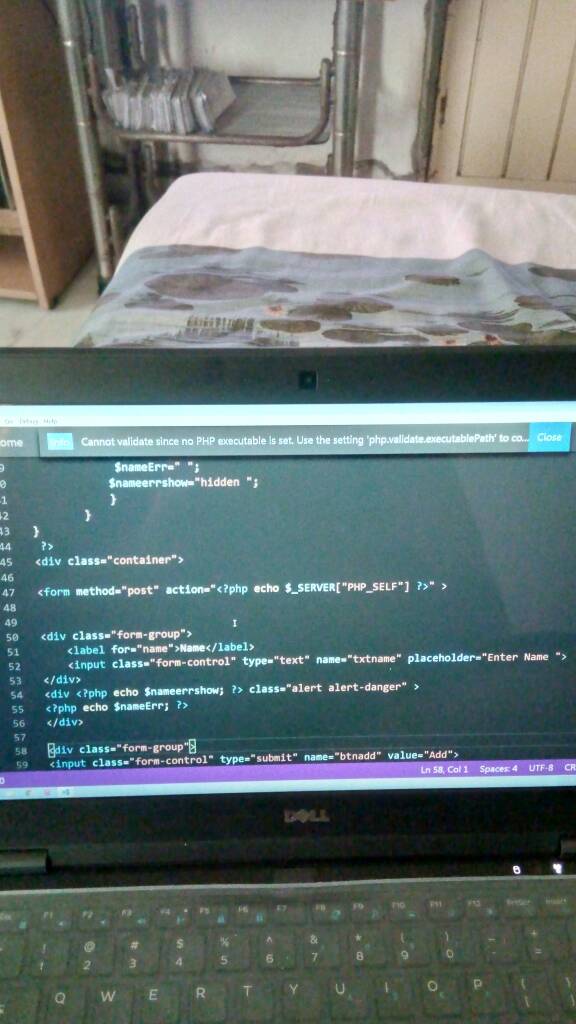 Go Debug Help
ome Info Cannot validate since no PHP executable is set. Use the setting 'php.validate.executablePath' to co... Close
9 $nameErr=" ";
0 $nameerrshow="hidden ";
1 }
42 }
43 }
44 ?>
45 <div class="container">
46
47 <form method="post" action="<?php echo $_SERVER["PHP_SELF"] ?>" >
48
49
50 <div class="form-group">
51 <label for="name">Name</label>
52 <input class="form-control" type="text" name="txtname" placeholder="Enter Name ">
53 </div>
54 <div <?php echo $nameerrshow; ?> class="alert alert-danger" >
55 <?php echo $nameErr; ?>
56 </div>
57
58 <div class="form-group">
59 <input class="form-control" type="submit" name="btnadd" value="Add">
0 Ln 58, Col 1 Spaces: 4 UTF-8 CR
DELL
Esc F1 F2 F3 F4 F5 F6 F7 F8 F9 F10 F11 F12 PrtScr Insert
! @ # $ % ^ & * ( ) - +
1 2 3 4 5 6 7 8 9 0 =
Q W E R T Y U I O P